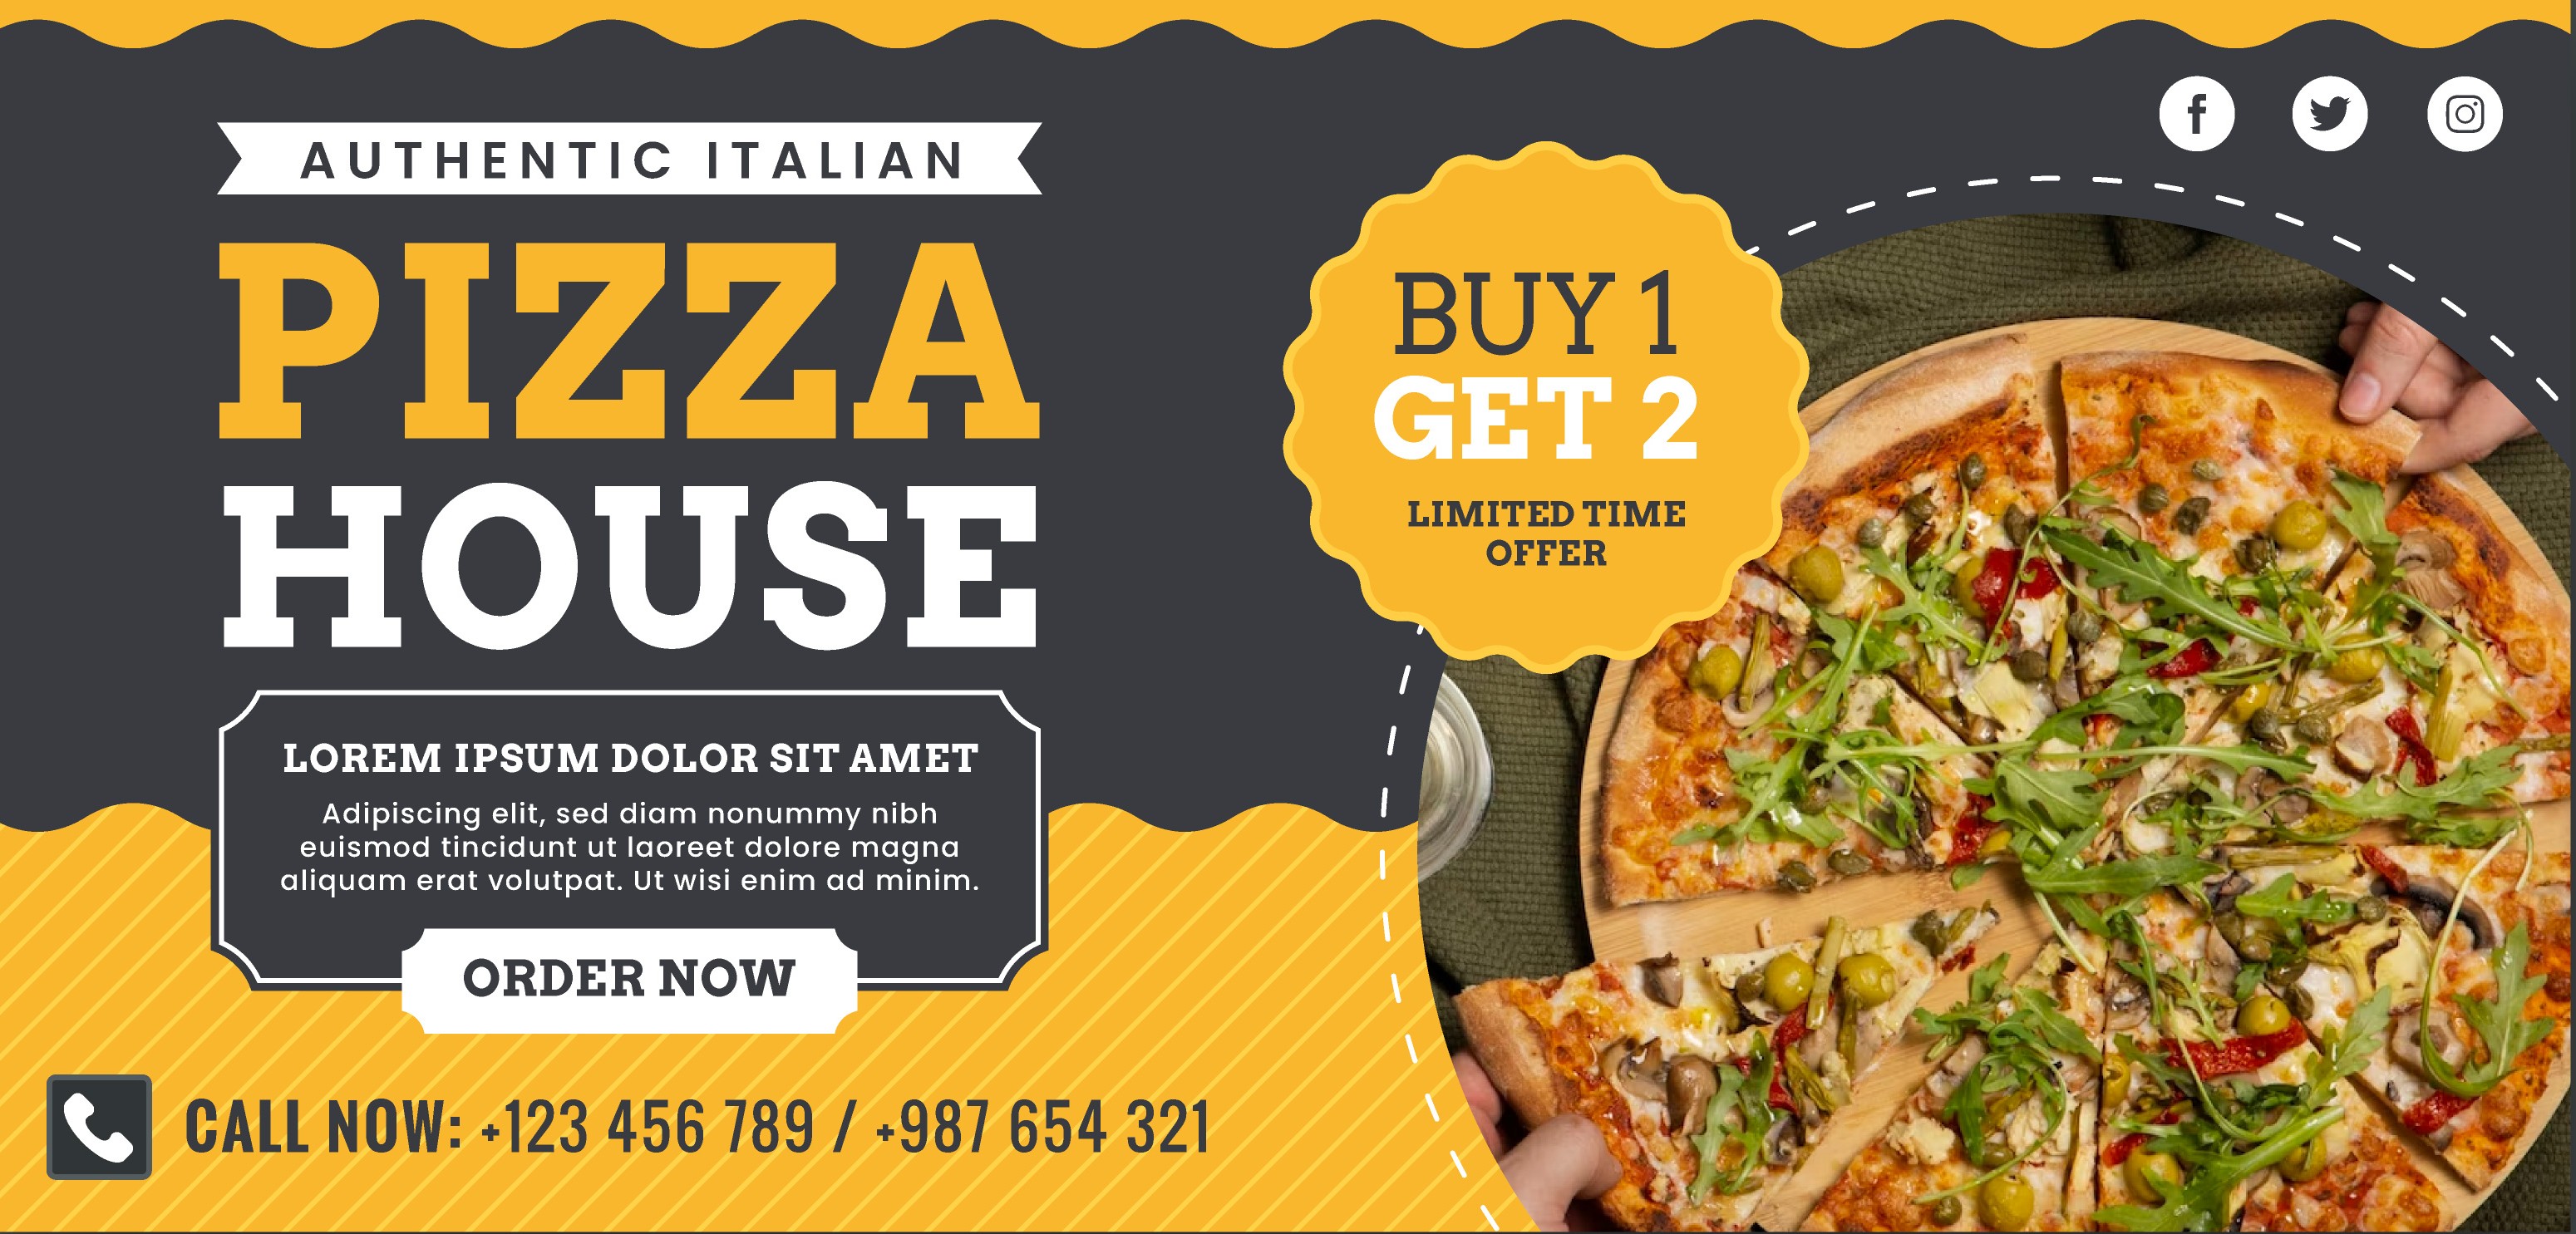 AUTHENTIC ITALIAN
PIZZA
HOUSE
LOREM IPSUM DOLOR SIT AMET
Adipiscing elit, sed diam nonummy nibh
euismod tincidunt ut laoreet dolore magna
aliquam erat volutpat. Ut wisi enim ad minim.
ORDER NOW
CALL NOW: +123 456 789 / +987 654 321
BUY 1
GET 2
LIMITED TIME
OFFER